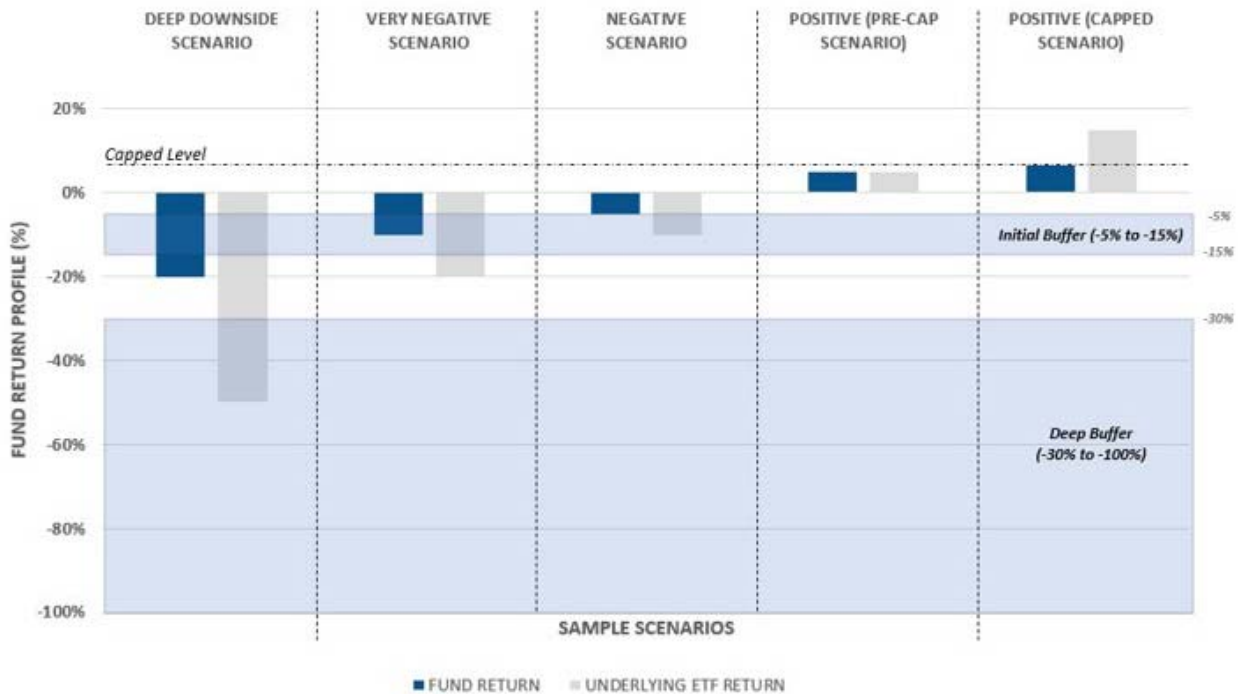 DEEP DOWNSIDE
SCENARIO
VERY NEGATIVE
SCENARIO
NEGATIVE
SCENARIO
POSITIVE (PRE-CAP
SCENARIO)
POSITIVE (CAPPED
SCENARIO)
20%
Capped Level
0%
-5%
Initial Buffer (-5% to -15%)
-15%
-20%
-30%
-40%
Deep Buffer
(-30% to -100%)
-60%
-80%
-100%
FUND RETURN PROFILE (%)
SAMPLE SCENARIOS
FUND RETURN
UNDERLYING ETF RETURN